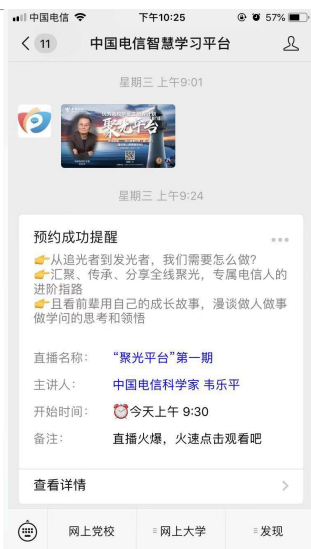 中国电信
下午10:25
57%
11
中国电信智慧学习平台
星期三 上午9:01
聚光平台
星期三 上午9:24
预约成功提醒
👉从追光者到发光者，我们需要怎么做？
👉汇聚、传承、分享全线聚光，专属电信人的
进阶指路
👉且看前辈用自己的成长故事，漫谈做人做事
做学问的思考和领悟
直播名称： “聚光平台”第一期
主讲人： 中国电信科学家 韦乐平
开始时间： ⏰今天上午 9:30
备注： 直播火爆，火速点击观看吧
查看详情
网上党校
网上大学
发现